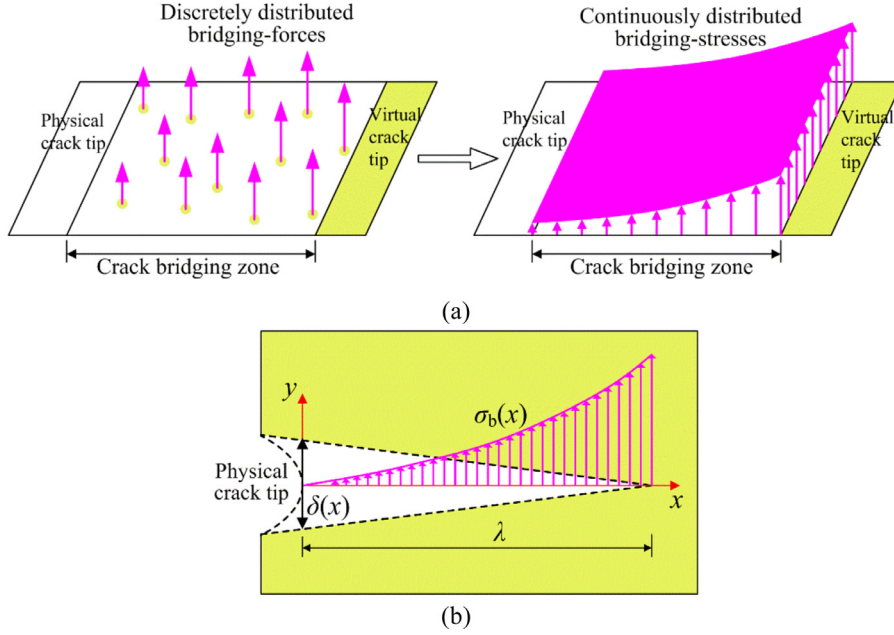 Discretely distributed
bridging-forces
Continuously distributed
bridging-stresses
Physical
crack tip
Virtual
crack
tip
Physical
crack tip
Virtual
crack
tip
Crack bridging zone
Crack bridging zone
(a)
y
σb(x)
Physical
crack tip
δ(x)
x
λ
(b)